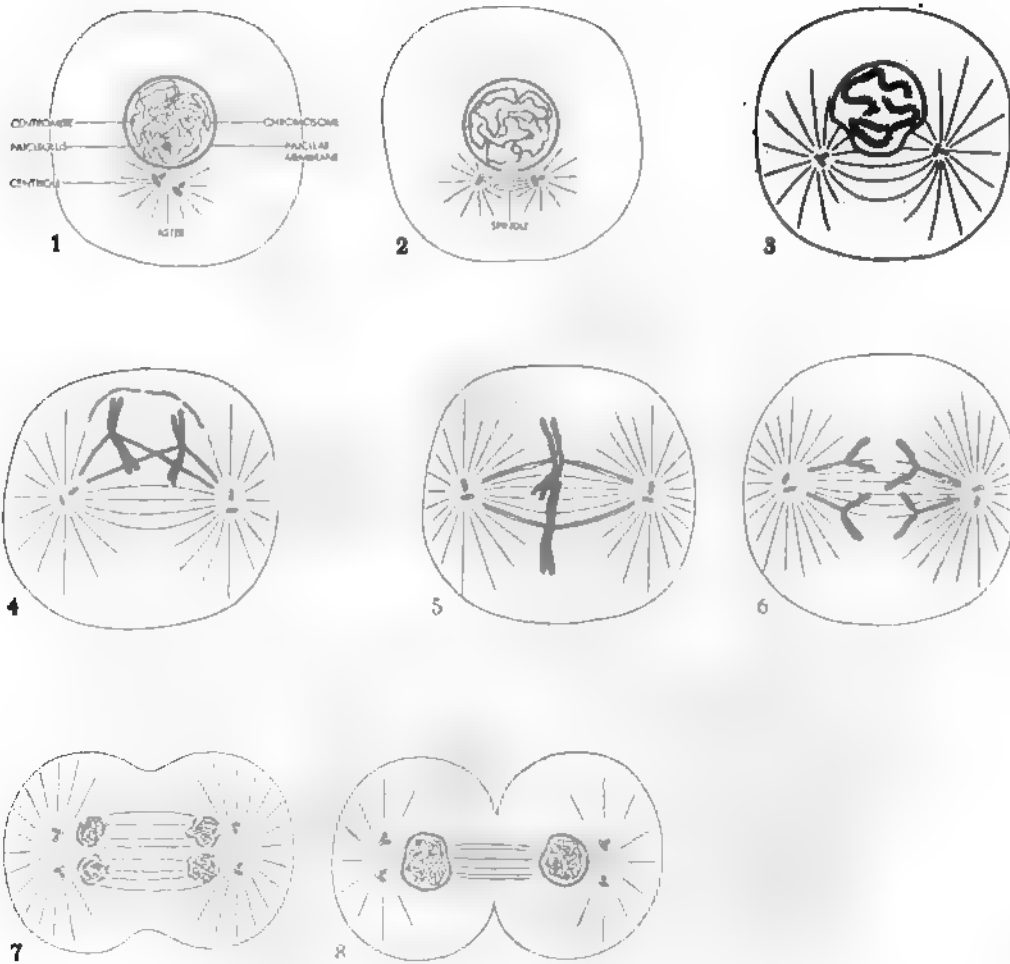 CENTROMERE
CHROMOSOME
NUCLEOLUS
NUCLEAR
MEMBRANE
CENTRIOLE
ASTER
1
SPINDLE
2
3
4
5
6
7
8